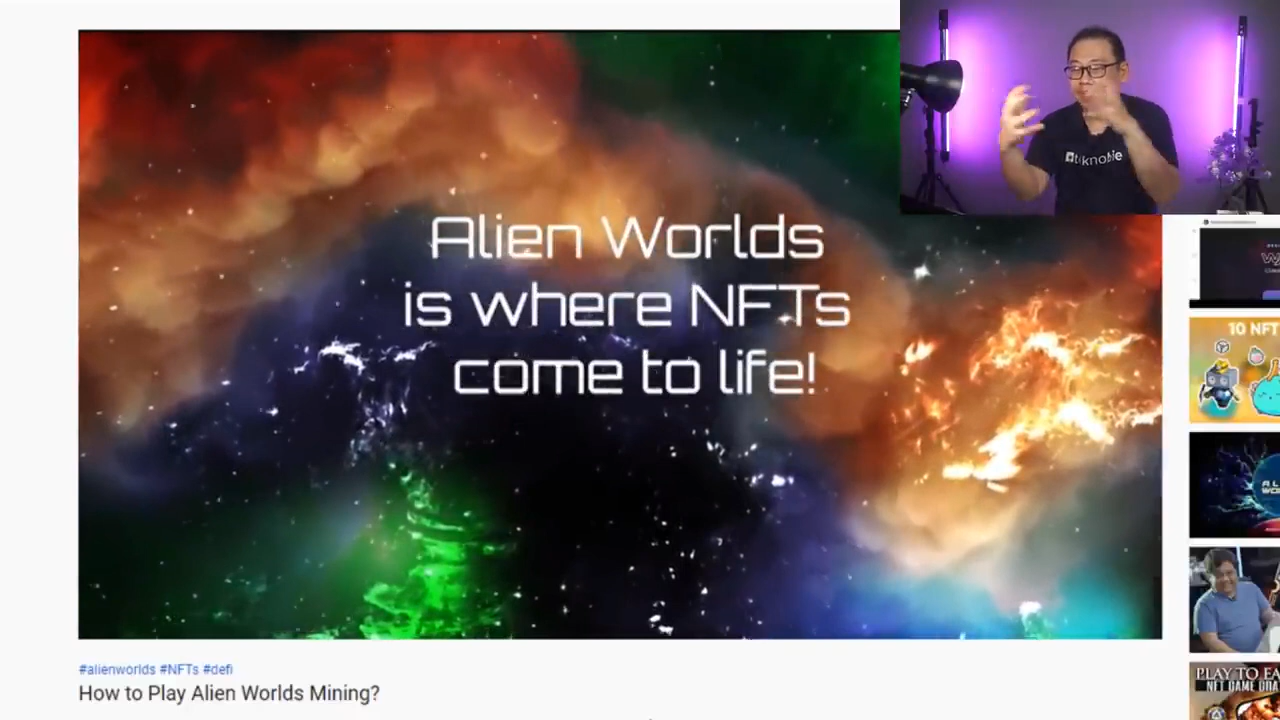 Alien Worlds
is where NFTs
come to life!
#alienworlds #NFTs #defi
How to Play Alien Worlds Mining?
10 NFT
PLAY TO EA